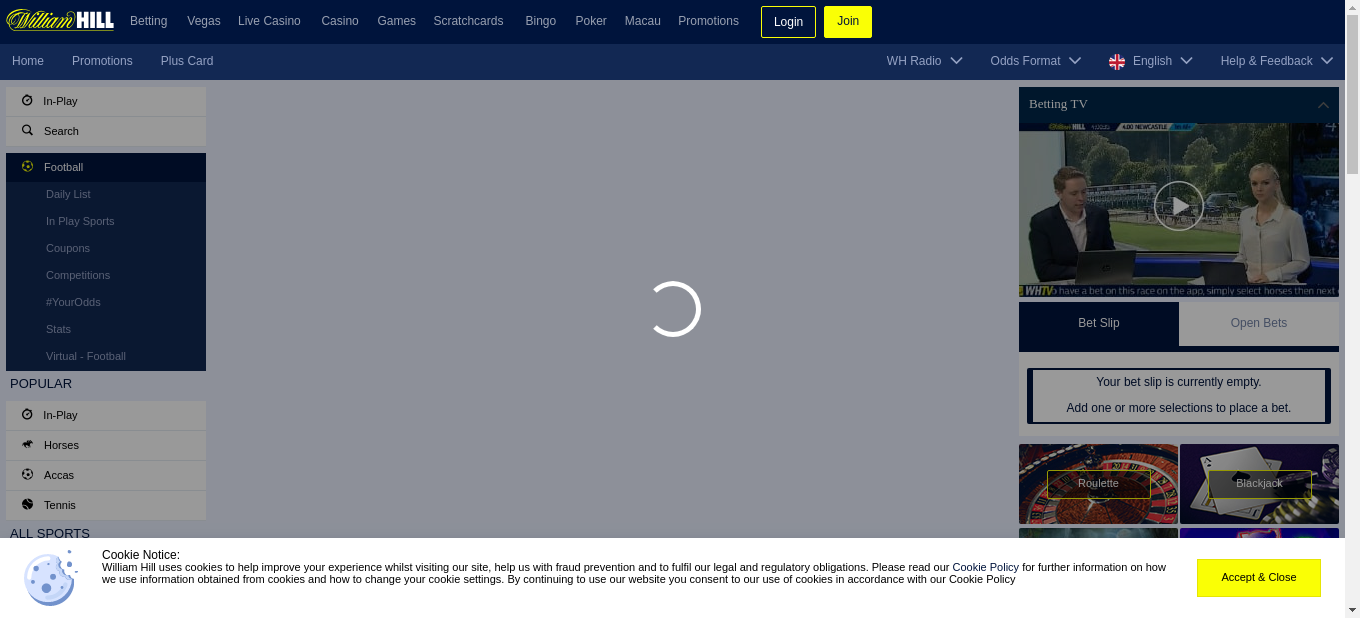 William HILL Betting Vegas Live Casino Casino Games Scratchcards Bingo Poker Macau Promotions Login Join
Home Promotions Plus Card WH Radio Odds Format English Help & Feedback
In-Play
Search
Football
Daily List
In Play Sports
Coupons
Competitions
#YourOdds
Stats
Virtual - Football
POPULAR
In-Play
Horses
Accas
Tennis
ALL SPORTS
Betting TV
William HILL 4.00 NEWCASTLE
WHTV o have a bet on this race on the app, simply select horses then next
Bet Slip Open Bets
Your bet slip is currently empty.
Add one or more selections to place a bet.
Roulette Blackjack
Cookie Notice:
William Hill uses cookies to help improve your experience whilst visiting our site, help us with fraud prevention and to fulfil our legal and regulatory obligations. Please read our Cookie Policy for further information on how
we use information obtained from cookies and how to change your cookie settings. By continuing to use our website you consent to our use of cookies in accordance with our Cookie Policy
Accept & Close